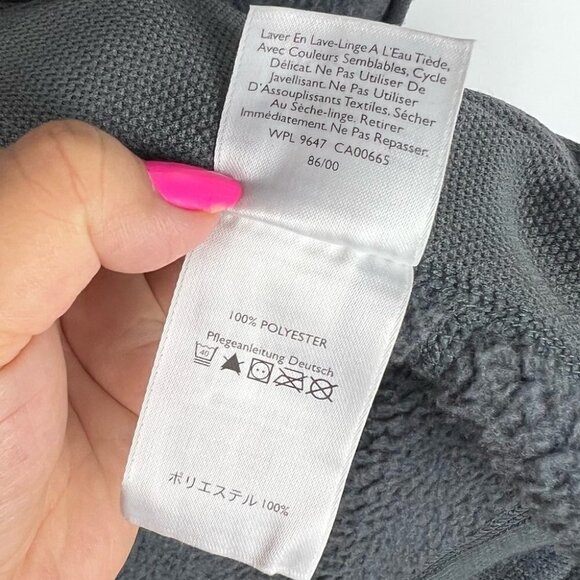 Laver En Lave-Linge A L'Eau Tiède,
Avec Couleurs Semblables, Cycle
Délicat. Ne Pas Utiliser De
Javellisant. Ne Pas Utiliser
D'Assouplissants Textiles. Sécher
Au Sèche-linge. Retirer
Immédiatement. Ne Pas Repasser.
WPL 9647 CA00665
86/00
100% POLYESTER
Pflegeanleitung Deutsch
40
ポリエステル 100%